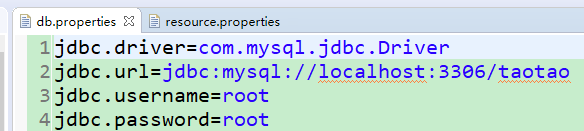 db.properties resource.properties
1 jdbc.driver=com.mysql.jdbc.Driver
2 jdbc.url=jdbc:mysql://localhost:3306/taotao
3 jdbc.username=root
4 jdbc.password=root